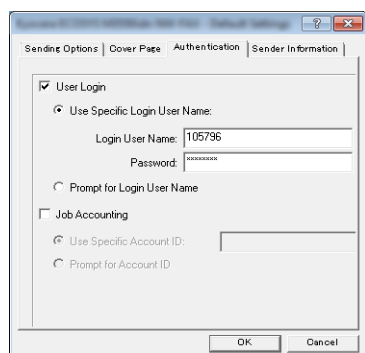 Sending Options Cover Page Authentication Sender Information
User Login
Use Specific Login User Name:
Login User Name: 105796
Password: xxxxxxxx
Prompt for Login User Name
Job Accounting
Use Specific Account ID:
Prompt for Account ID
OK Cancel